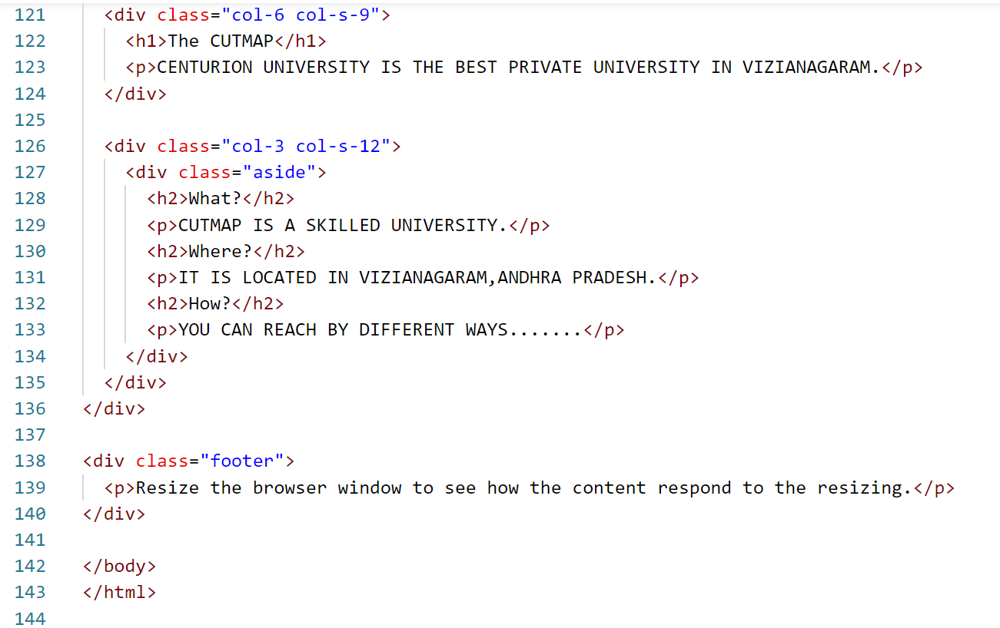 121 <div class="col-6 col-s-9">
122 <h1>The CUTMAP</h1>
123 <p>CENTURION UNIVERSITY IS THE BEST PRIVATE UNIVERSITY IN VIZIANAGARAM.</p>
124 </div>
125
126 <div class="col-3 col-s-12">
127 <div class="aside">
128 <h2>What?</h2>
129 <p>CUTMAP IS A SKILLED UNIVERSITY.</p>
130 <h2>Where?</h2>
131 <p>IT IS LOCATED IN VIZIANAGARAM,ANDHRA PRADESH.</p>
132 <h2>How?</h2>
133 <p>YOU CAN REACH BY DIFFERENT WAYS.......</p>
134 </div>
135 </div>
136 </div>
137
138 <div class="footer">
139 <p>Resize the browser window to see how the content respond to the resizing.</p>
140 </div>
141
142 </body>
143 </html>
144